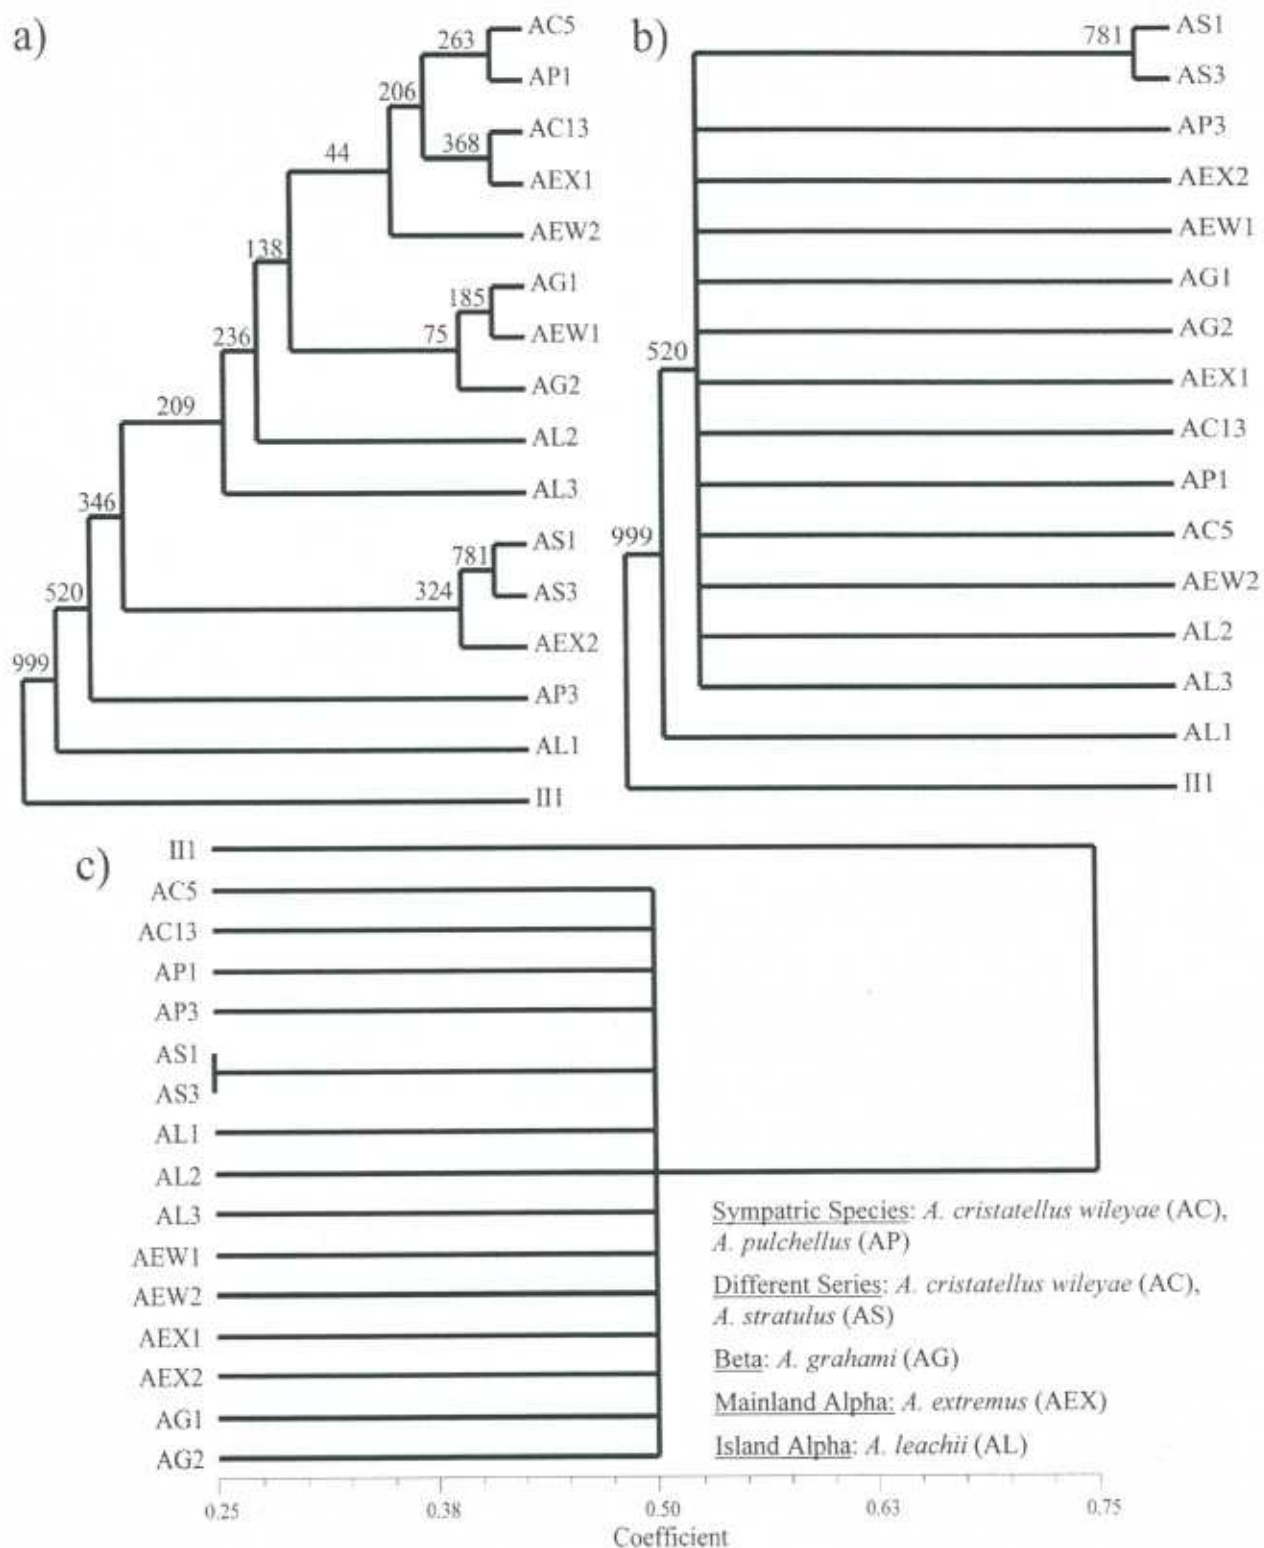 a)
AC5
263
AP1
206
AC13
368
AEX1
44
AEW2
138
AG1
185
AEW1
75
236
AG2
209
AL2
AL3
346
AS1
781
AS3
324
520
AEX2
999
AP3
AL1
II1
b)
AS1
781
AS3
AP3
AEX2
AEW1
AG1
AG2
520
AEX1
AC13
AP1
AC5
999
AEW2
AL2
AL3
AL1
II1
c)
II1
AC5
AC13
AP1
AP3
AS1
AS3
AL1
AL2
AL3
AEW1
AEW2
AEX1
AEX2
AG1
AG2
Sympatric Species: A. cristatellus wileyae (AC),
A. pulchellus (AP)
Different Series: A. cristatellus wileyae (AC),
A. stratulus (AS)
Beta: A. grahami (AG)
Mainland Alpha: A. extremus (AEX)
Island Alpha: A. leachii (AL)
0.25 0.38 0.50 0.63 0.75
Coefficient